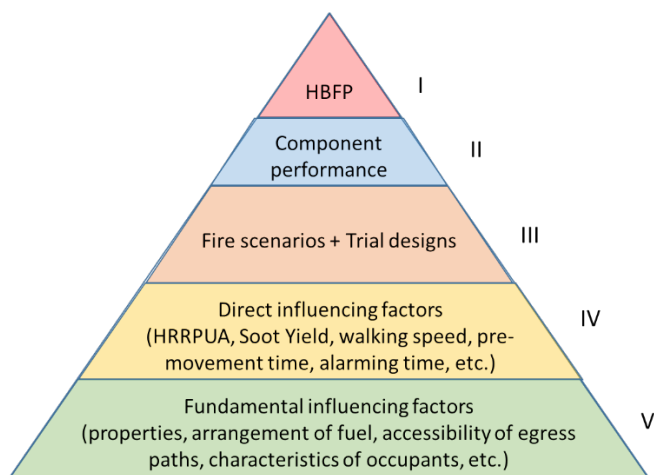 HBFP
I
Component
performance
II
Fire scenarios + Trial designs
III
Direct influencing factors
(HRRPUA, Soot Yield, walking speed, pre-
movement time, alarming time, etc.)
IV
Fundamental influencing factors
(properties, arrangement of fuel, accessibility of egress
paths, characteristics of occupants, etc.)
V